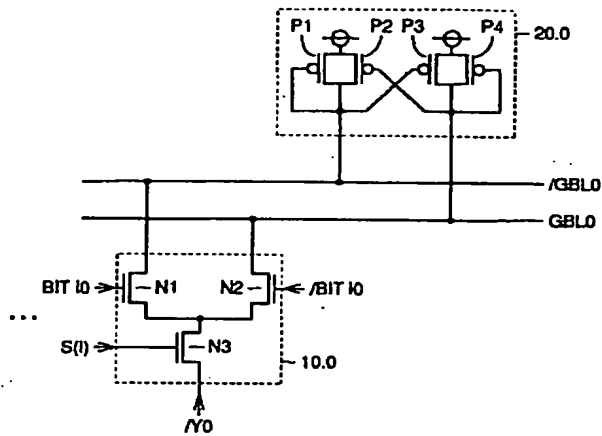 P1 P2 P3 P4
20.0
/GBL0
GBL0
BIT i0 N1 N2 /BIT i0
...
S(i) N3
10.0
/Y0